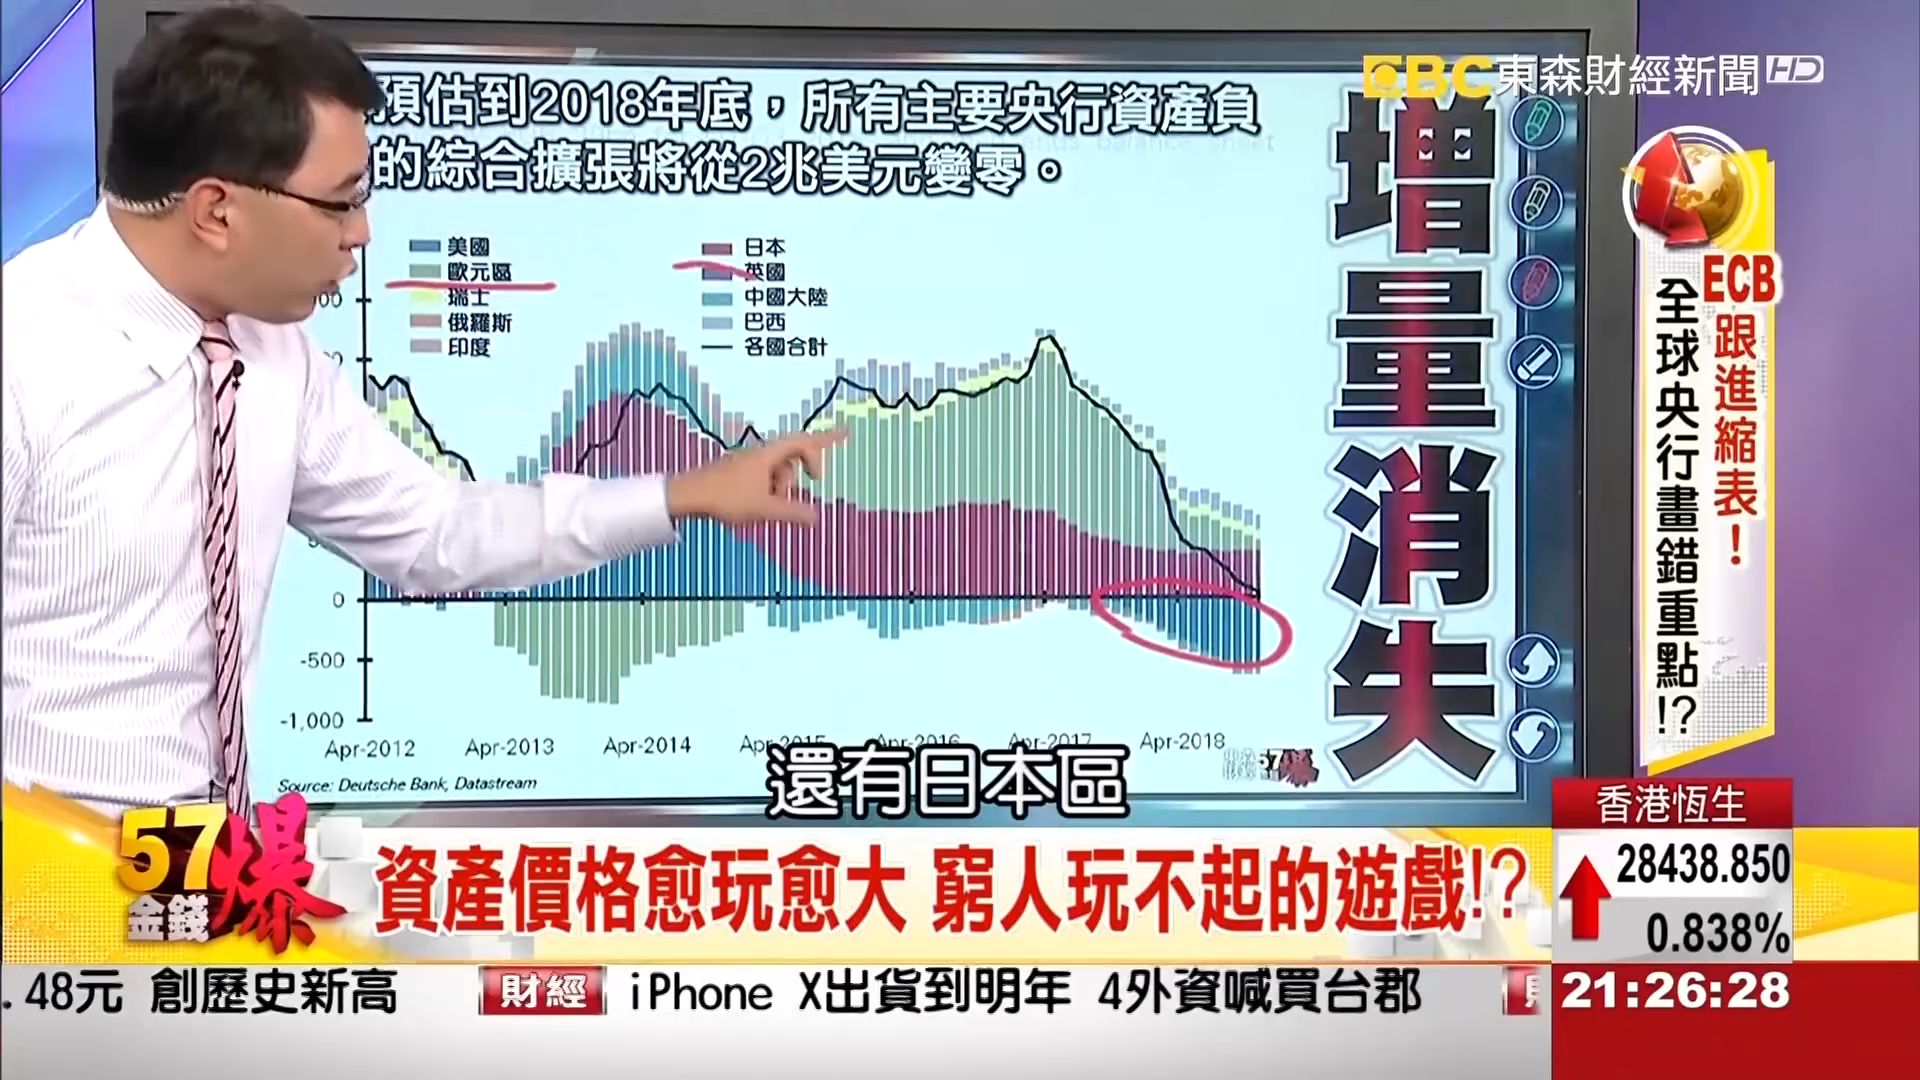 EBC 東森財經新聞 HD
預估到2018年底，所有主要央行資產負
的綜合擴張將從2兆美元變零。
增量消失
美國
歐元區
瑞士
俄羅斯
印度
日本
英國
中國大陸
巴西
各國合計
0
-500
-1,000
Apr-2012
Apr-2013
Apr-2014
Apr-2015
Apr-2016
Apr-2017
Apr-2018
Source: Deutsche Bank, Datastream
還有日本區
ECB跟進縮表！
全球央行畫錯重點!?
57金錢爆
資產價格愈玩愈大 窮人玩不起的遊戲!?
香港恆生
28438.850
0.838%
.48元 創歷史新高 財經 iPhone X出貨到明年 4外資喊買台郡
21:26:28